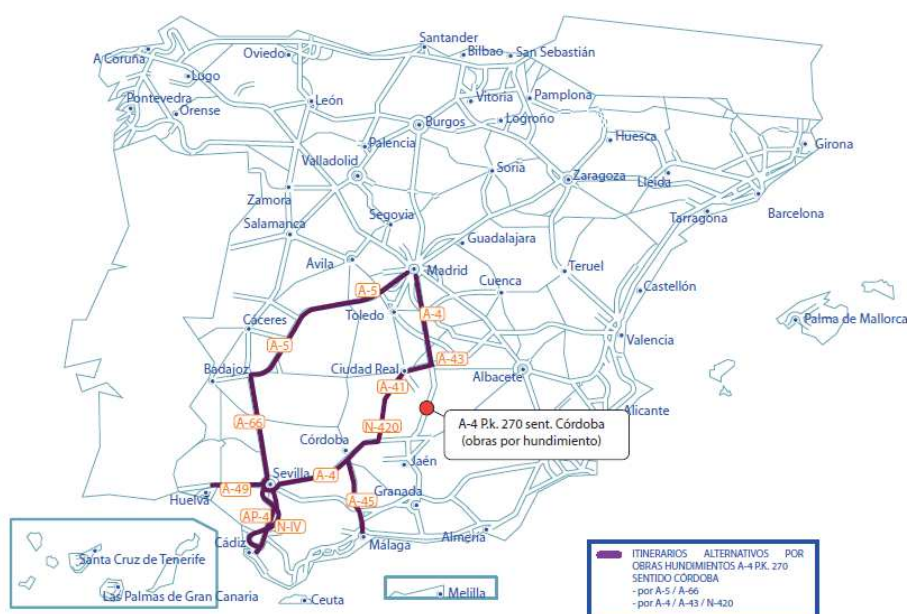 Santander
A Coruña
Oviedo
Bilbao
San Sebastián
Lugo
Pontevedra
Orense
León
Vitoria
Pamplona
Burgos
Logroño
Palencia
Huesca
Girona
Valladolid
Soria
Zaragoza
Lleida
Zamora
Barcelona
Tarragona
Segovia
Salamanca
Guadalajara
Ávila
Madrid
Teruel
A-5
Cuenca
Castellón
Toledo
A-4
Palma de Mallorca
Cáceres
Valencia
A-5
A-43
Badajoz
Ciudad Real
Albacete
A-41
Alicante
A-66
N-420
A-4 P.k. 270 sent. Córdoba
(obras por hundimiento)
Córdoba
Jaén
Sevilla
A-4
A-49
Huelva
A-45
Granada
AP-4
N-IV
Almería
Cádiz
Málaga
Santa Cruz de Tenerife
Las Palmas de Gran Canaria
Ceuta
Melilla
ITINERARIOS ALTERNATIVOS POR
OBRAS HUNDIMIENTOS A-4 P.K. 270
SENTIDO CÓRDOBA
- por A-5 / A-66
- por A-4 / A-43 / N-420